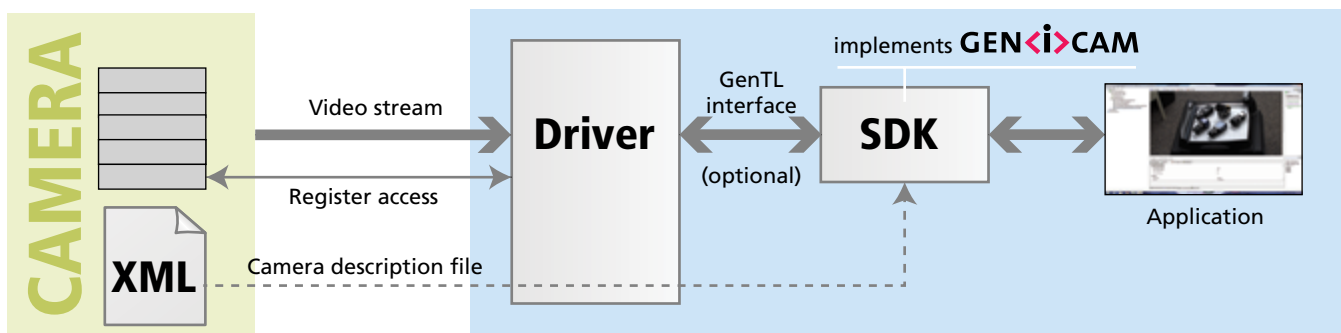 CAMERA
Video stream
Register access
XML
Camera description file
Driver
GenTL
interface
(optional)
implements GEN<i>CAM
SDK
Application